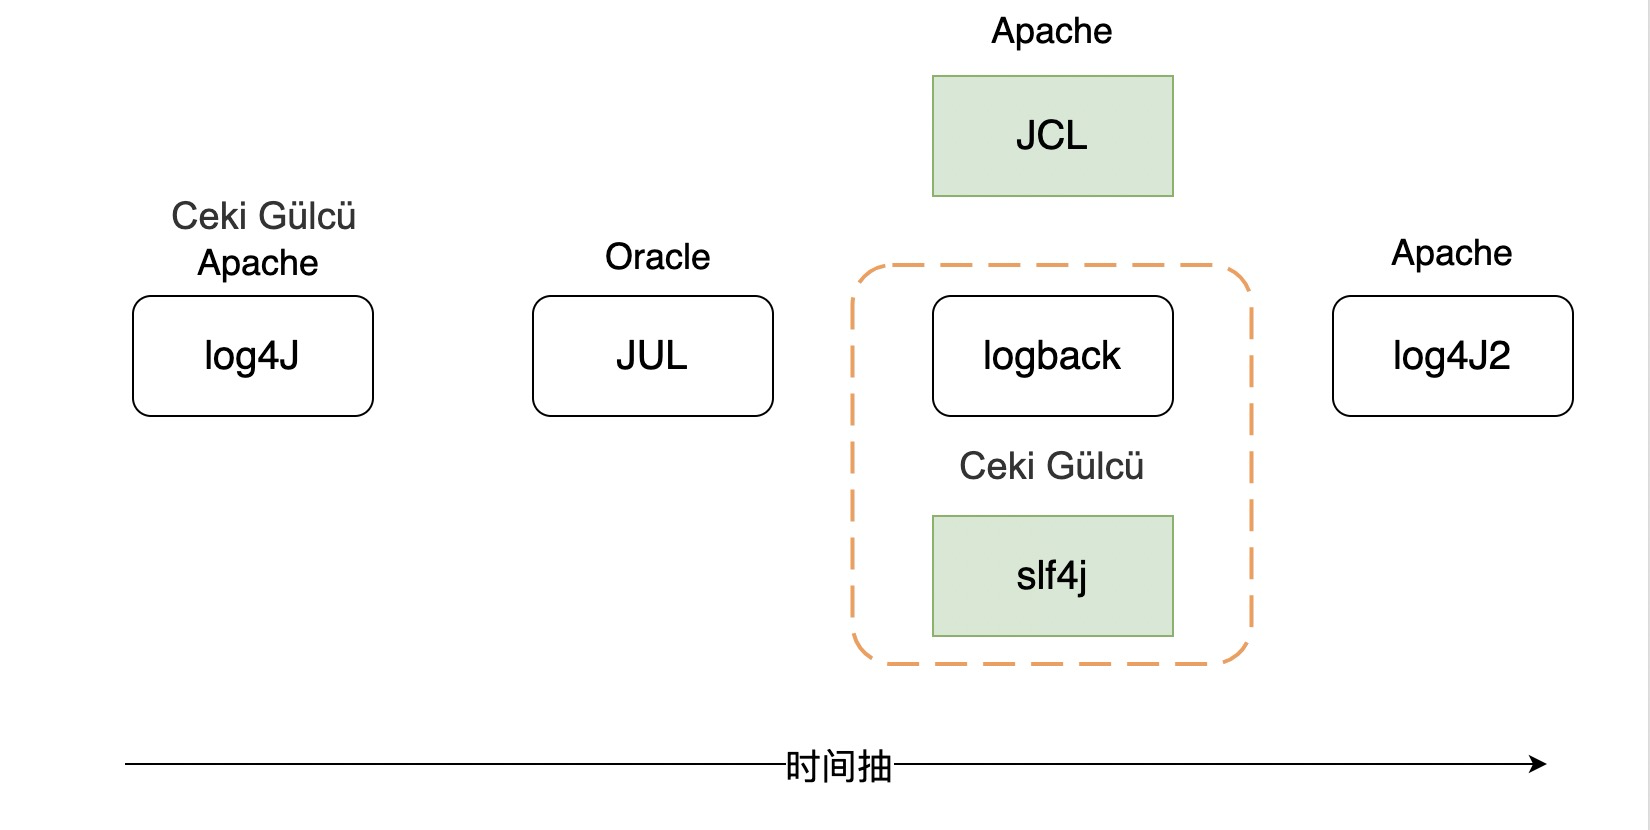 Apache
JCL
Ceki Gülcü
Apache
log4J
Oracle
JUL
logback
Ceki Gülcü
slf4j
Apache
log4J2
时间抽